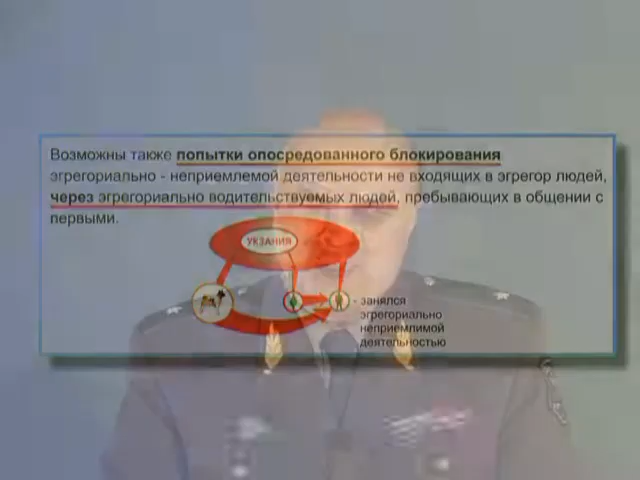 Возможны также попытки опосредованного блокирования
эгрегориально - неприемлемой деятельности не входящих в эгрегор людей,
через эгрегориально водительствуемых людей, пребывающих в общении с
первыми.
УКЗАНИЯ
- занялся
эгрегориально
неприемлимой
деятельностью